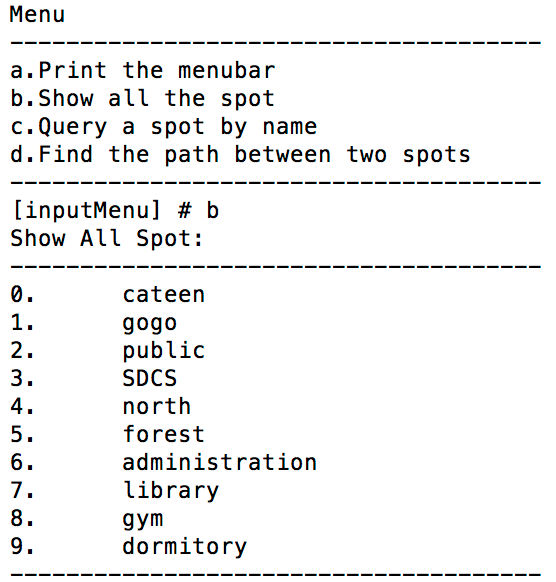 Menu
--------------------------------------
a.Print the menubar
b.Show all the spot
c.Query a spot by name
d.Find the path between two spots
--------------------------------------
[inputMenu] # b
Show All Spot:
--------------------------------------
0.      cateen
1.      gogo
2.      public
3.      SDCS
4.      north
5.      forest
6.      administration
7.      library
8.      gym
9.      dormitory
--------------------------------------